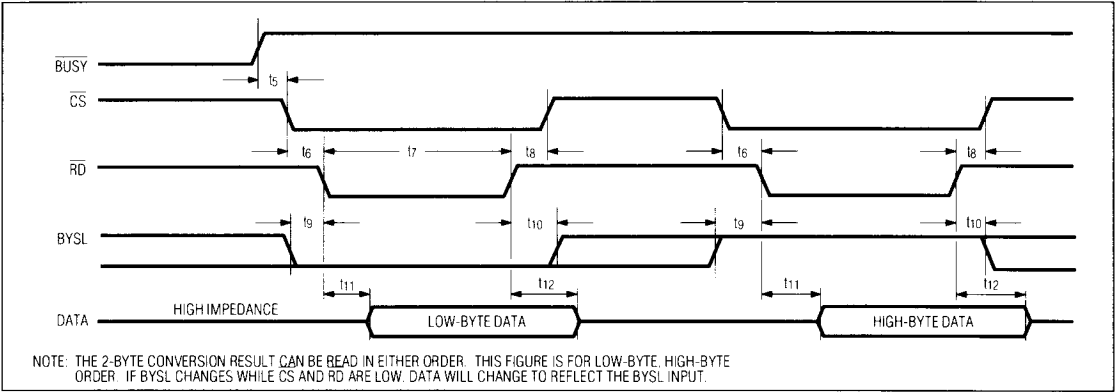 BUSY
t5
CS
t6 t7 t8 t6 t8
RD
t9 t10 t9 t10
BYSL
t11 t12 t11 t12
HIGH IMPEDANCE
DATA LOW-BYTE DATA HIGH-BYTE DATA
NOTE: THE 2-BYTE CONVERSION RESULT CAN BE READ IN EITHER ORDER. THIS FIGURE IS FOR LOW-BYTE, HIGH-BYTE
ORDER. IF BYSL CHANGES WHILE CS AND RD ARE LOW. DATA WILL CHANGE TO REFLECT THE BYSL INPUT.